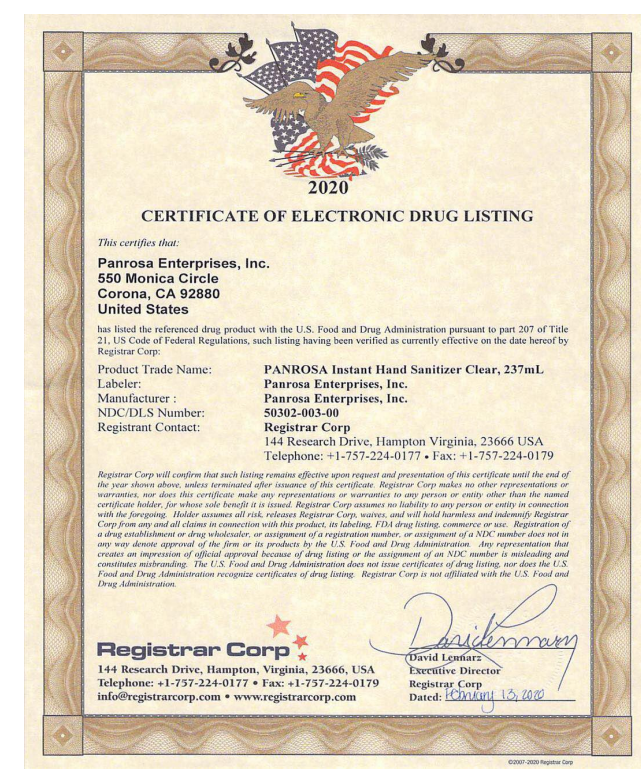 2020
CERTIFICATE OF ELECTRONIC DRUG LISTING
This certifies that:
Panrosa Enterprises, Inc.
550 Monica Circle
Corona, CA 92880
United States
has listed the referenced drug product with the U.S. Food and Drug Administration pursuant to part 207 of Title
21, US Code of Federal Regulations, such listing having been verified as currently effective on the date hereof by
Registrar Corp:
Product Trade Name: PANROSA Instant Hand Sanitizer Clear, 237mL
Labeler: Panrosa Enterprises, Inc.
Manufacturer : Panrosa Enterprises, Inc.
NDC/DLS Number: 50302-003-00
Registrant Contact: Registrar Corp
144 Research Drive, Hampton Virginia, 23666 USA
Telephone: +1-757-224-0177 • Fax: +1-757-224-0179
Registrar Corp will confirm that such listing remains effective upon request and presentation of this certificate until the end of
the year shown above, unless terminated after issuance of this certificate. Registrar Corp makes no other representations or
warranties, nor does this certificate make any representations or warranties to any person or entity other than the named
certificate holder, for whose sole benefit it is issued. Registrar Corp assumes no liability to any person or entity in connection
with the foregoing. Holder assumes all risk, releases Registrar Corp, waives, and will hold harmless and indemnify Registrar
Corp from any and all claims in connection with this product, its labeling, FDA drug listing, commerce or use. Registration of
a drug establishment or drug wholesaler, or assignment of a registration number, or assignment of a NDC number does not in
any way denote approval of the firm or its products by the U.S. Food and Drug Administration. Any representation that
creates an impression of official approval because of drug listing or the assignment of an NDC number is misleading and
constitutes misbranding. The U.S. Food and Drug Administration does not issue certificates of drug listing, nor does the U.S.
Food and Drug Administration recognize certificates of drug listing. Registrar Corp is not affiliated with the U.S. Food and
Drug Administration.
Registrar Corp
144 Research Drive, Hampton, Virginia, 23666, USA
Telephone: +1-757-224-0177 • Fax: +1-757-224-0179
info@registrarcorp.com • www.registrarcorp.com
David Lennarz
David Lennarz
Executive Director
Registrar Corp
Dated: February 13, 2020
©2007-2020 Registrar Corp